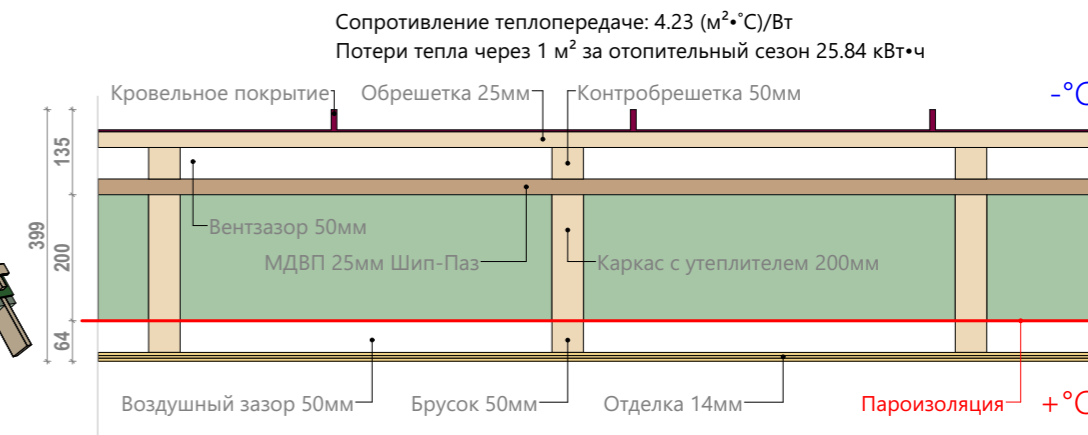 Сопротивление теплопередаче: 4.23 (м²•˚С)/Вт
Потери тепла через 1 м² за отопительный сезон 25.84 кВт•ч
Кровельное покрытие
Обрешетка 25мм
Контробрешетка 50мм
-°C
135
Вентзазор 50мм
399
200
МДВП 25мм Шип-Паз
Каркас с утеплителем 200мм
64
Воздушный зазор 50мм
Брусок 50мм
Отделка 14мм
Пароизоляция
+°C